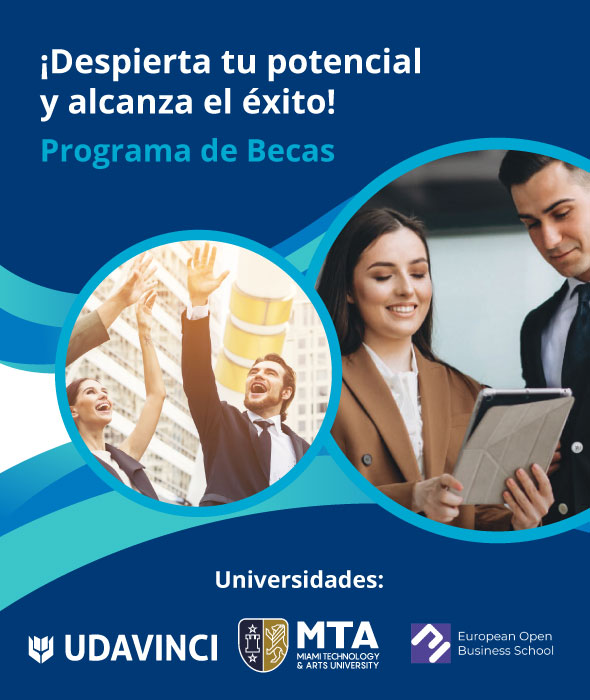 ¡Despierta tu potencial
y alcanza el éxito!
Programa de Becas
Universidades:
UDAVINCI
MTA
MIAMI TECHNOLOGY
& ARTS UNIVERSITY
European Open
Business School